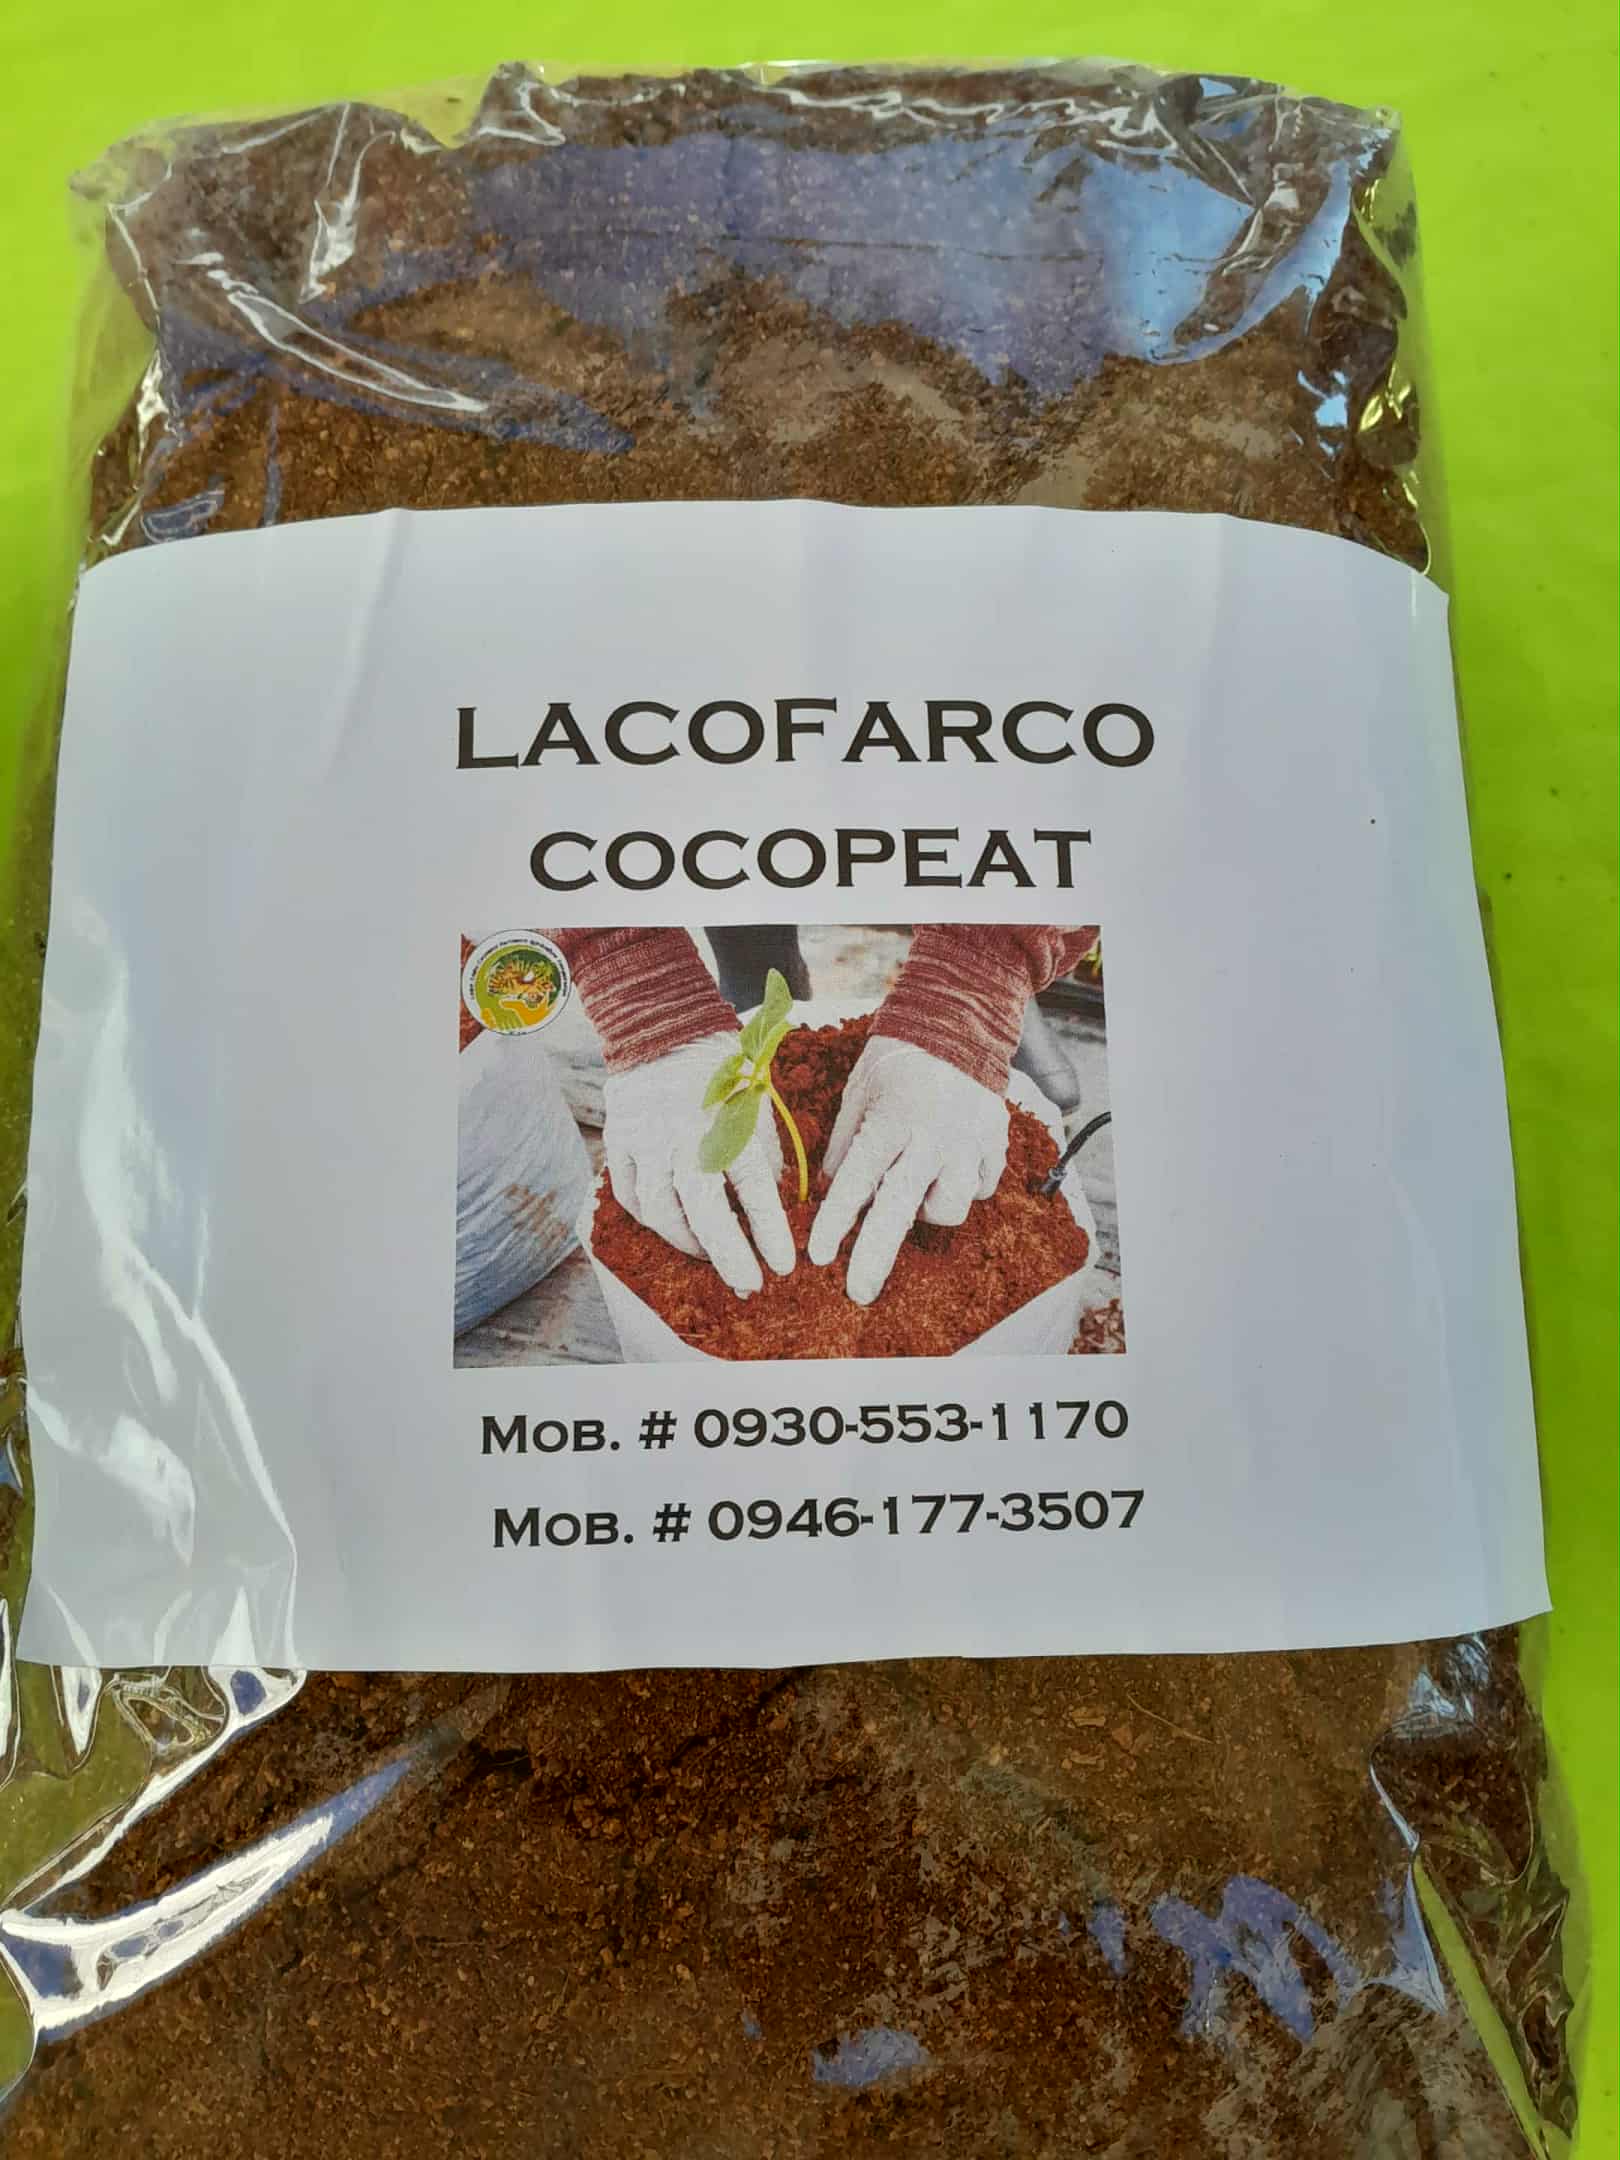 LACOFARCO
COCOPEAT
MOB. # 0930-553-1170
MOB. # 0946-177-3507